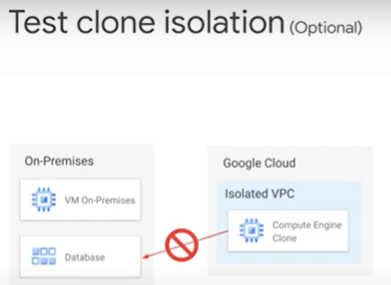 Test clone isolation (Optional)
On-Premises
VM On-Premises
Database
Google Cloud
Isolated VPC
Compute Engine
Clone